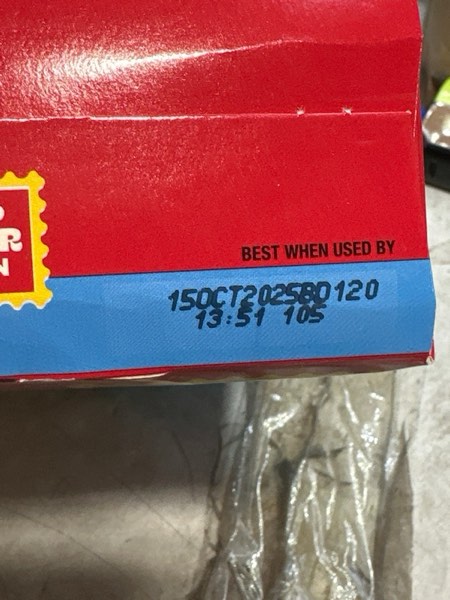 R
N
BEST WHEN USED BY
15OCT2025BD120
13:51 105